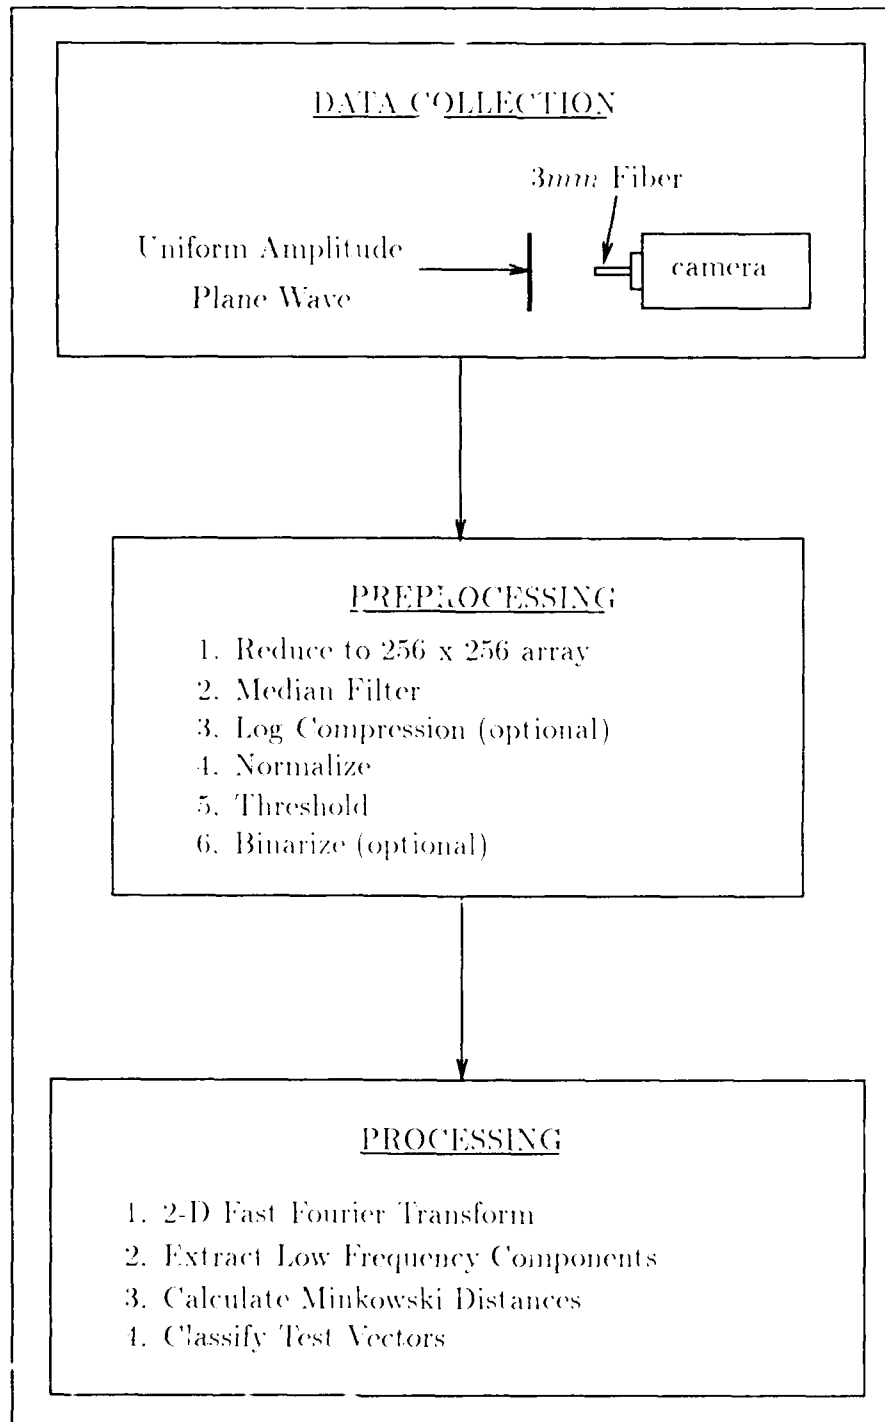 DATA COLLECTION
3mm Fiber
Uniform Amplitude
Plane Wave
camera
PREPROCESSING
1. Reduce to 256 x 256 array
2. Median Filter
3. Log Compression (optional)
4. Normalize
5. Threshold
6. Binarize (optional)
PROCESSING
1. 2-D Fast Fourier Transform
2. Extract Low Frequency Components
3. Calculate Minkowski Distances
4. Classify Test Vectors